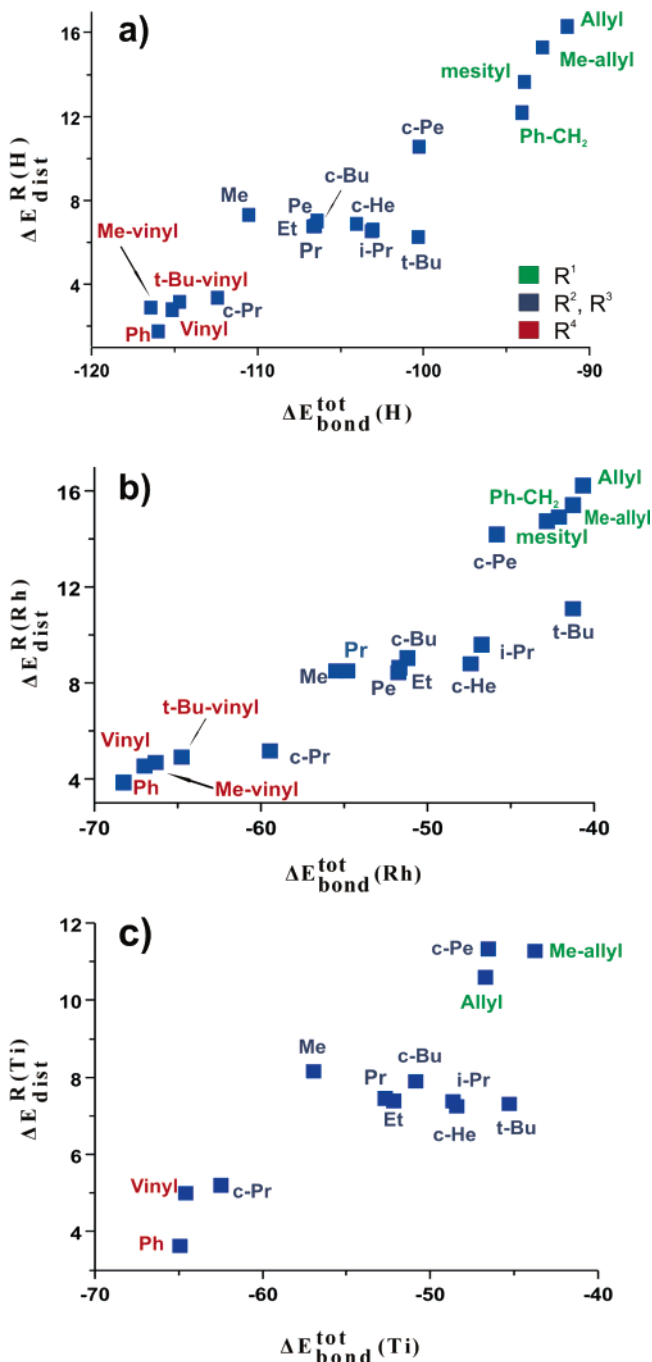 a)
16
12
8
4
ΔE dist R(H)
Allyl
Me-allyl
mesityl
Ph-CH₂
c-Pe
c-Bu
Me
Pe
c-He
Et
Pr
i-Pr
t-Bu
Me-vinyl
t-Bu-vinyl
c-Pr
Ph
Vinyl
R¹
R², R³
R⁴
-120
-110
-100
-90
ΔE bond tot (H)
b)
16
12
8
4
ΔE dist R(Rh)
Allyl
Ph-CH₂
Me-allyl
mesityl
c-Pe
t-Bu
c-Bu
Pr
i-Pr
Me
Pe
Et
c-He
t-Bu-vinyl
Vinyl
c-Pr
Ph
Me-vinyl
-70
-60
-50
-40
ΔE bond tot (Rh)
c)
12
10
8
6
4
ΔE dist R(Ti)
c-Pe
Me-allyl
Allyl
Me
c-Bu
Pr
i-Pr
Et
c-He
t-Bu
Vinyl
c-Pr
Ph
-70
-60
-50
-40
ΔE bond tot (Ti)